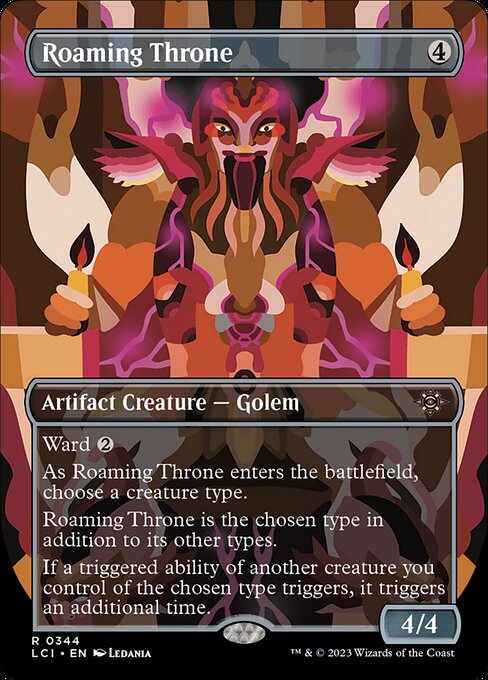 Roaming Throne 4
Artifact Creature — Golem
Ward 2
As Roaming Throne enters the battlefield,
choose a creature type.
Roaming Throne is the chosen type in
addition to its other types.
If a triggered ability of another creature you
control of the chosen type triggers, it triggers
an additional time.
4/4
R 0344
LCI • EN Ledania
™ & © 2023 Wizards of the Coast